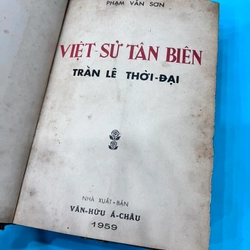 PHẠM VĂN SƠN
VIỆT-SỬ TÂN BIÊN
TRẦN LÊ THỜI-ĐẠI
NHÀ XUẤT-BẢN
VĂN-HỮU Á-CHÂU
1959